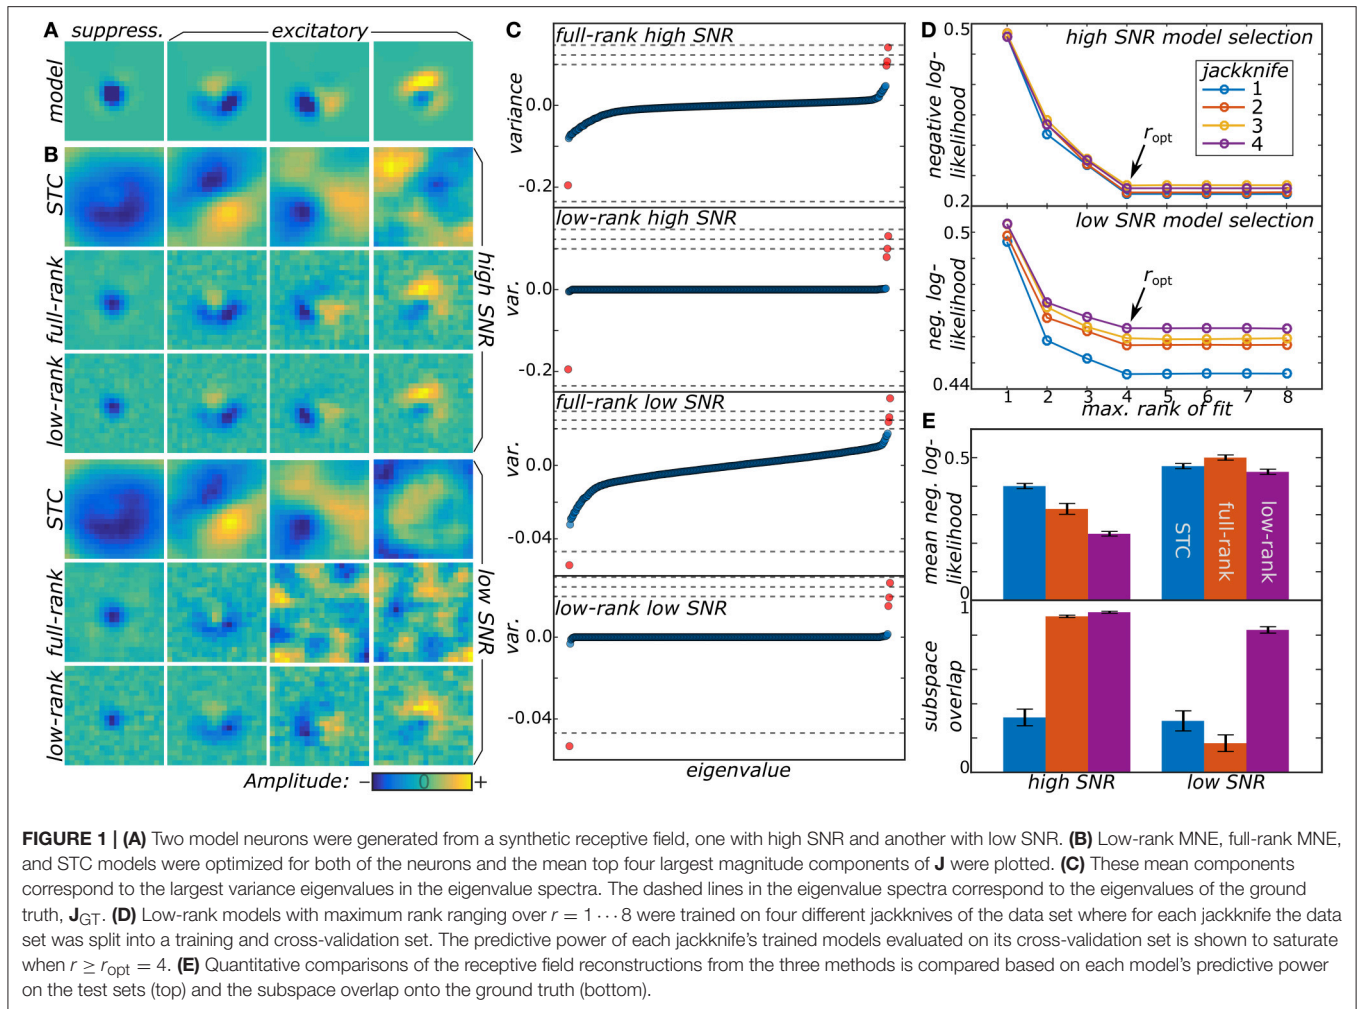 A
suppress.
excitatory
model
B
STC
full-rank
low-rank
high SNR
STC
full-rank
low-rank
low SNR
Amplitude: − 0 +
C
full-rank high SNR
variance
0.0
-0.2
low-rank high SNR
var.
0.0
-0.2
full-rank low SNR
var.
0.0
-0.04
low-rank low SNR
var.
0.0
-0.04
eigenvalue
D
high SNR model selection
negative log-
likelihood
0.5
0.2
jackknife
1
2
3
4
ropt
low SNR model selection
neg. log-
likelihood
0.5
0.44
ropt
1 2 3 4 5 6 7 8
max. rank of fit
E
mean neg. log-
likelihood
0.5
0
STC
full-rank
low-rank
subspace
overlap
1
0
high SNR
low SNR
FIGURE 1 | (A) Two model neurons were generated from a synthetic receptive field, one with high SNR and another with low SNR. (B) Low-rank MNE, full-rank MNE,
and STC models were optimized for both of the neurons and the mean top four largest magnitude components of J were plotted. (C) These mean components
correspond to the largest variance eigenvalues in the eigenvalue spectra. The dashed lines in the eigenvalue spectra correspond to the eigenvalues of the ground
truth, JGT. (D) Low-rank models with maximum rank ranging over r = 1 ··· 8 were trained on four different jackknives of the data set where for each jackknife the data
set was split into a training and cross-validation set. The predictive power of each jackknife's trained models evaluated on its cross-validation set is shown to saturate
when r ≥ ropt = 4. (E) Quantitative comparisons of the receptive field reconstructions from the three methods is compared based on each model's predictive power
on the test sets (top) and the subspace overlap onto the ground truth (bottom).